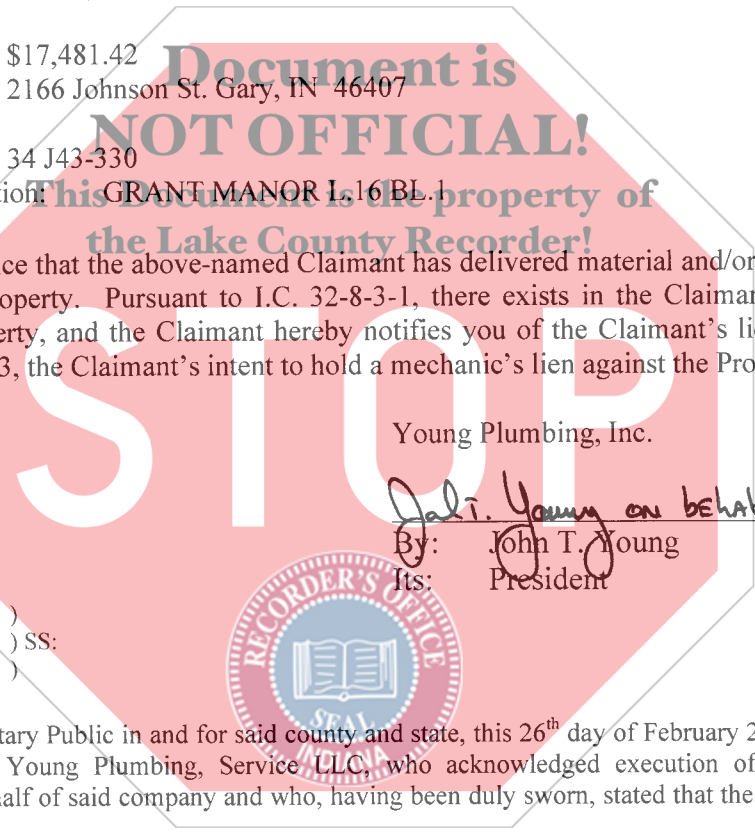 $17,481.42
Document is
2166 Johnson St. Gary, IN 46407
NOT OFFICIAL!
34 J43-330
tion: GRANT MANOR L.16 BL.1
This Document is the property of
the Lake County Recorder!
ice that the above-named Claimant has delivered material and/or
operty. Pursuant to I.C. 32-8-3-1, there exists in the Claiman
erty, and the Claimant hereby notifies you of the Claimant's li
3, the Claimant's intent to hold a mechanic's lien against the Pro
STOP
Young Plumbing, Inc.
John T. Young on behal
By: John T. Young
Its: President
RECORDER'S OFFICE
SEAL
INDIANA
)
) SS:
)
tary Public in and for said county and state, this 26th day of February 2
Young Plumbing, Service LLC, who acknowledged execution of
half of said company and who, having been duly sworn, stated that the